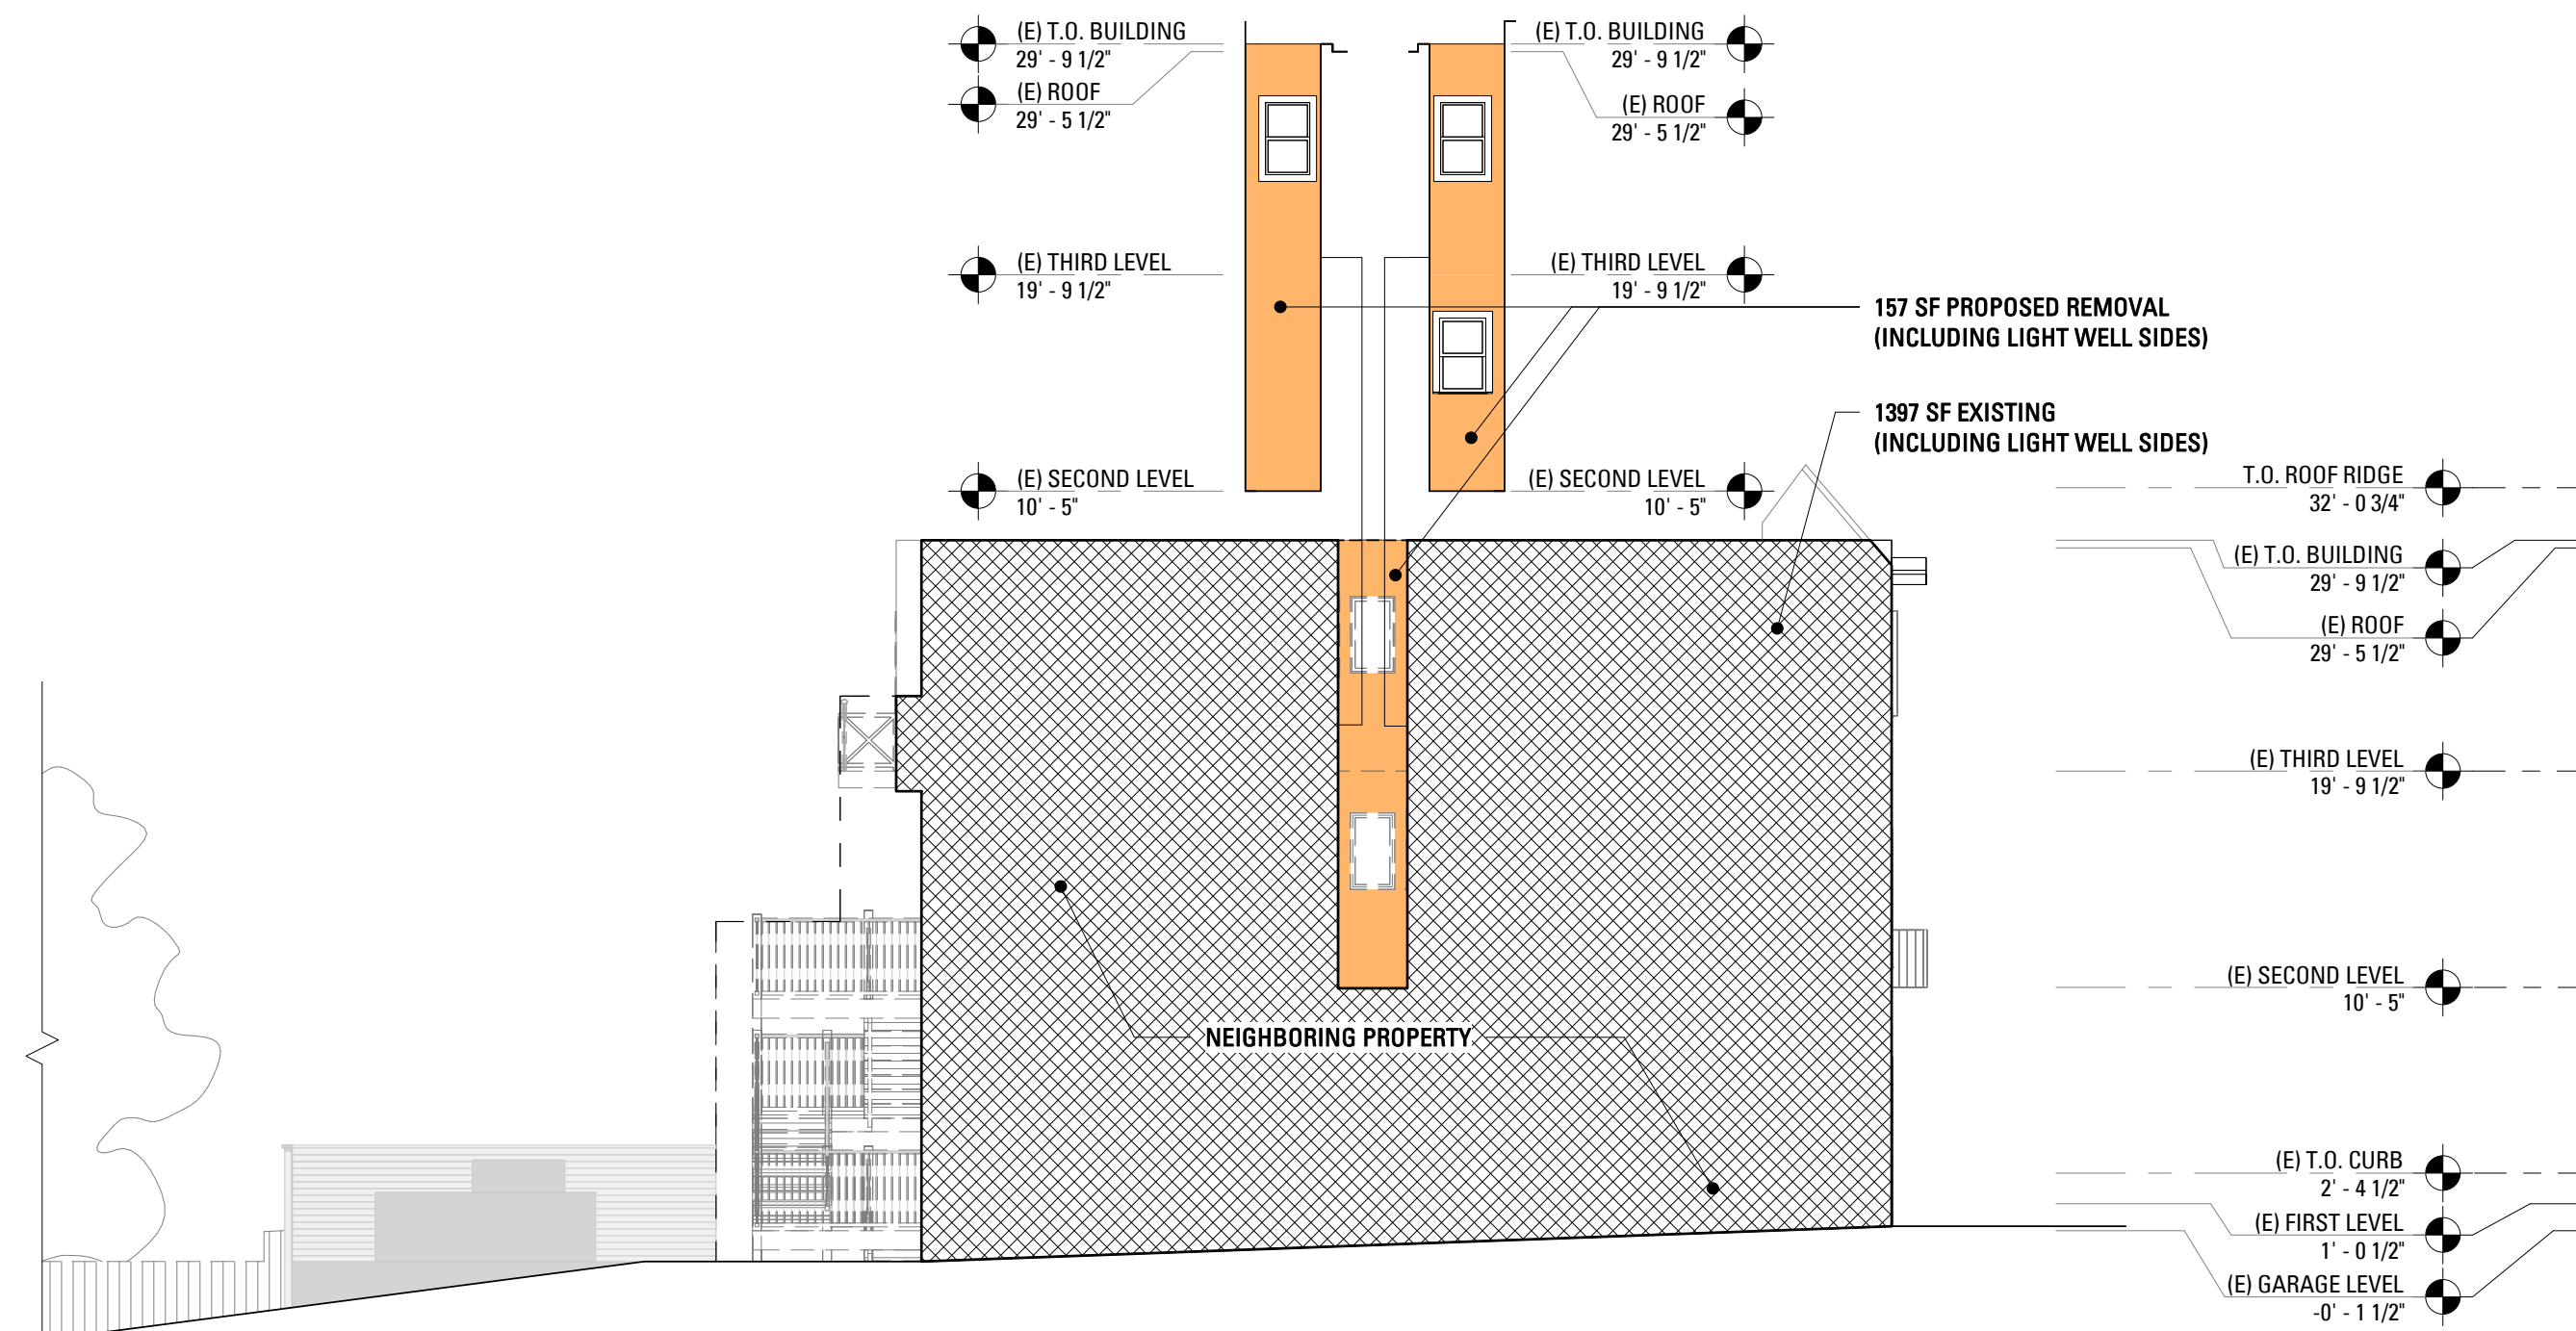 (E) T.O. BUILDING
29' - 9 1/2"
(E) ROOF
29' - 5 1/2"
(E) THIRD LEVEL
19' - 9 1/2"
(E) SECOND LEVEL
10' - 5"
(E) T.O. BUILDING
29' - 9 1/2"
(E) ROOF
29' - 5 1/2"
(E) THIRD LEVEL
19' - 9 1/2"
(E) SECOND LEVEL
10' - 5"
157 SF PROPOSED REMOVAL
(INCLUDING LIGHT WELL SIDES)
1397 SF EXISTING
(INCLUDING LIGHT WELL SIDES)
NEIGHBORING PROPERTY
T.O. ROOF RIDGE
32' - 0 3/4"
(E) T.O. BUILDING
29' - 9 1/2"
(E) ROOF
29' - 5 1/2"
(E) THIRD LEVEL
19' - 9 1/2"
(E) SECOND LEVEL
10' - 5"
(E) T.O. CURB
2' - 4 1/2"
(E) FIRST LEVEL
1' - 0 1/2"
(E) GARAGE LEVEL
-0' - 1 1/2"